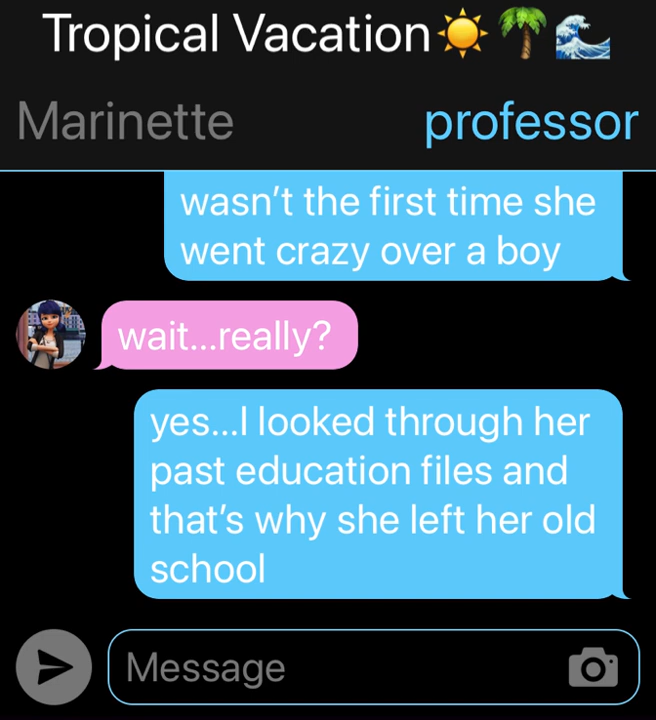 Tropical Vacation☀️🌴🌊
Marinette professor
wasn't the first time she
went crazy over a boy
wait...really?
yes...I looked through her
past education files and
that's why she left her old
school
Message